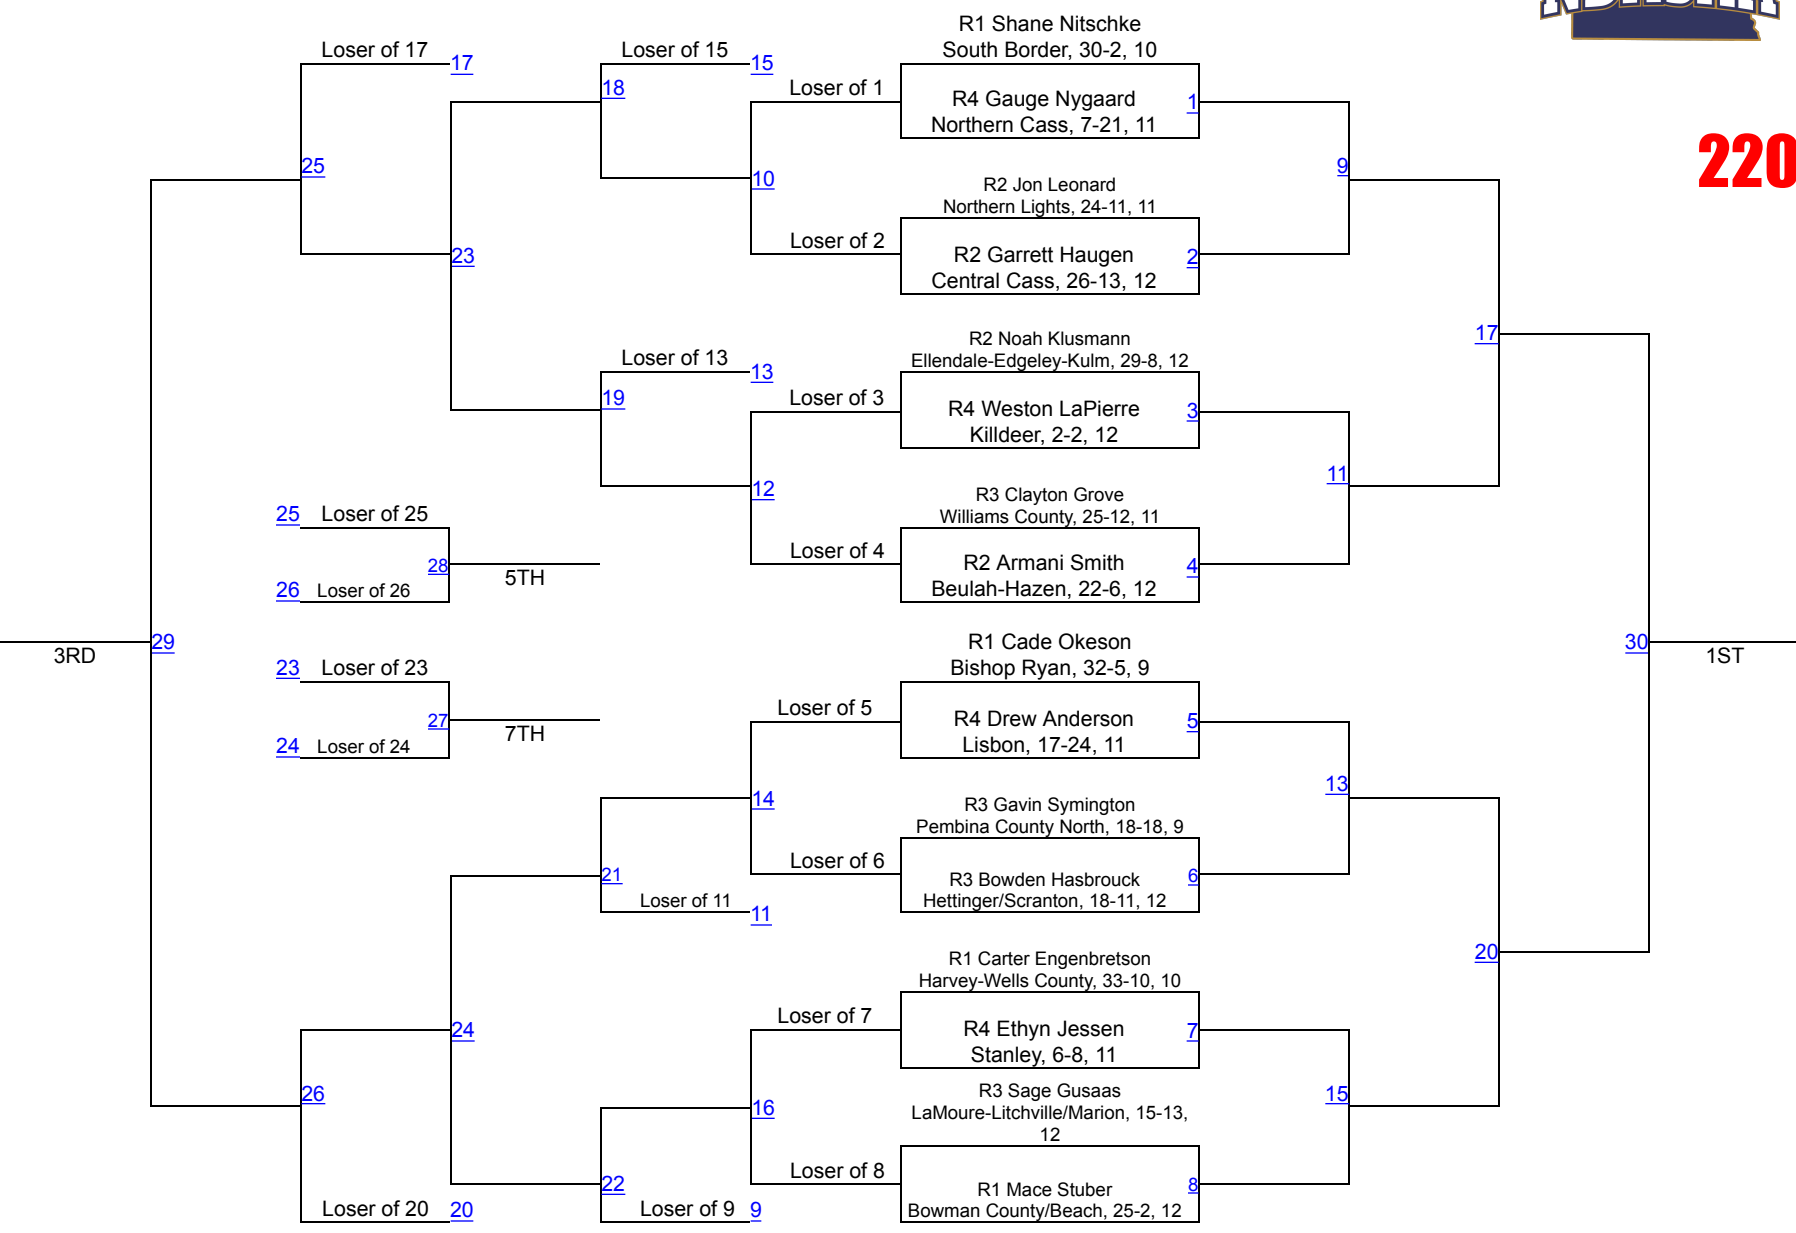 NDHSAA
220
R1 Shane Nitschke
South Border, 30-2, 10
R4 Gauge Nygaard
Northern Cass, 7-21, 11
1
R2 Jon Leonard
Northern Lights, 24-11, 11
R2 Garrett Haugen
Central Cass, 26-13, 12
2
R2 Noah Klusmann
Ellendale-Edgeley-Kulm, 29-8, 12
R4 Weston LaPierre
Killdeer, 2-2, 12
3
R3 Clayton Grove
Williams County, 25-12, 11
R2 Armani Smith
Beulah-Hazen, 22-6, 12
4
R1 Cade Okeson
Bishop Ryan, 32-5, 9
R4 Drew Anderson
Lisbon, 17-24, 11
5
R3 Gavin Symington
Pembina County North, 18-18, 9
R3 Bowden Hasbrouck
Hettinger/Scranton, 18-11, 12
6
R1 Carter Engenbretson
Harvey-Wells County, 33-10, 10
R4 Ethyn Jessen
Stanley, 6-8, 11
7
R3 Sage Gusaas
LaMoure-Litchville/Marion, 15-13,
12
R1 Mace Stuber
Bowman County/Beach, 25-2, 12
8
9
11
13
15
17
20
30
1ST
Loser of 1
Loser of 2
10
Loser of 3
Loser of 4
12
Loser of 5
Loser of 6
14
Loser of 7
Loser of 8
16
Loser of 15 15
18
Loser of 13 13
19
21
Loser of 11 11
22
Loser of 9 9
23
24
Loser of 17 17
25
26
Loser of 20 20
25 Loser of 25
28
5TH
26 Loser of 26
23 Loser of 23
27
7TH
24 Loser of 24
29
3RD